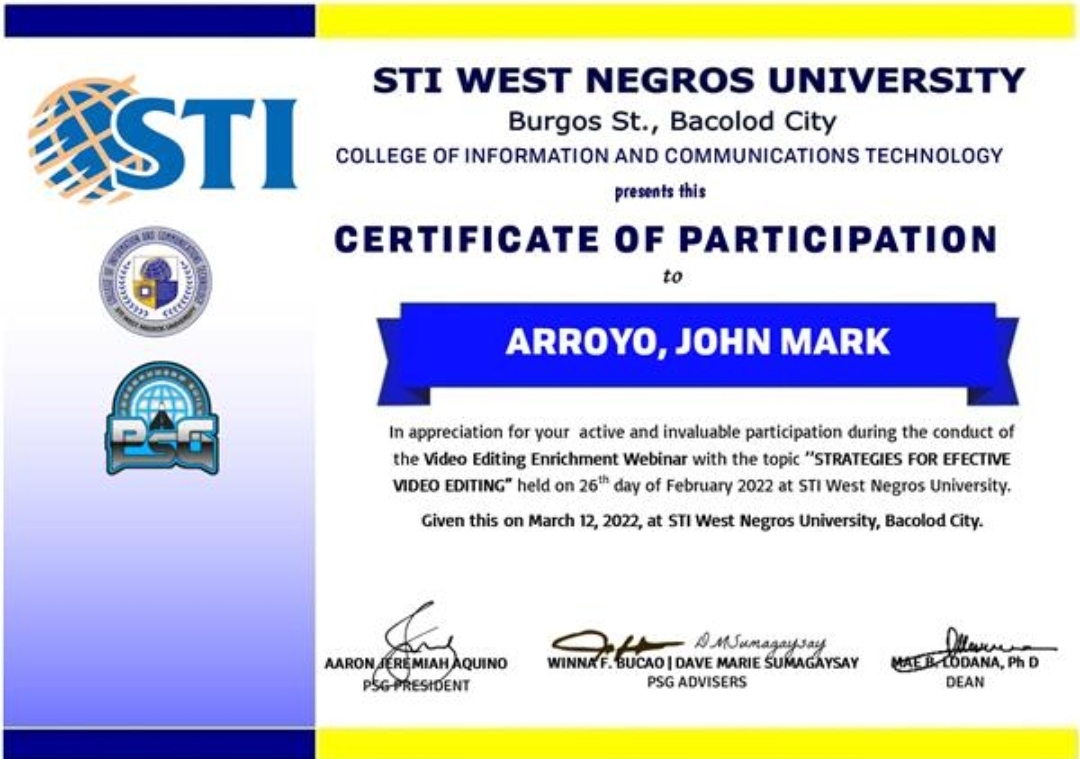 STI
STI WEST NEGROS UNIVERSITY
Burgos St., Bacolod City
COLLEGE OF INFORMATION AND COMMUNICATIONS TECHNOLOGY
presents this
CERTIFICATE OF PARTICIPATION
to
ARROYO, JOHN MARK
In appreciation for your active and invaluable participation during the conduct of
the Video Editing Enrichment Webinar with the topic "STRATEGIES FOR EFECTIVE
VIDEO EDITING" held on 26th day of February 2022 at STI West Negros University.
Given this on March 12, 2022, at STI West Negros University, Bacolod City.
COLLEGE OF INFORMATION AND COMMUNICATIONS TECHNOLOGY
STI WEST NEGROS UNIVERSITY
PSG
D.M.Sumagaysay
AARON JEREMIAH AQUINO
PSG PRESIDENT
WINNA F. BUCAO | DAVE MARIE SUMAGAYSAY
PSG ADVISERS
MAE B. LODANA, Ph D
DEAN